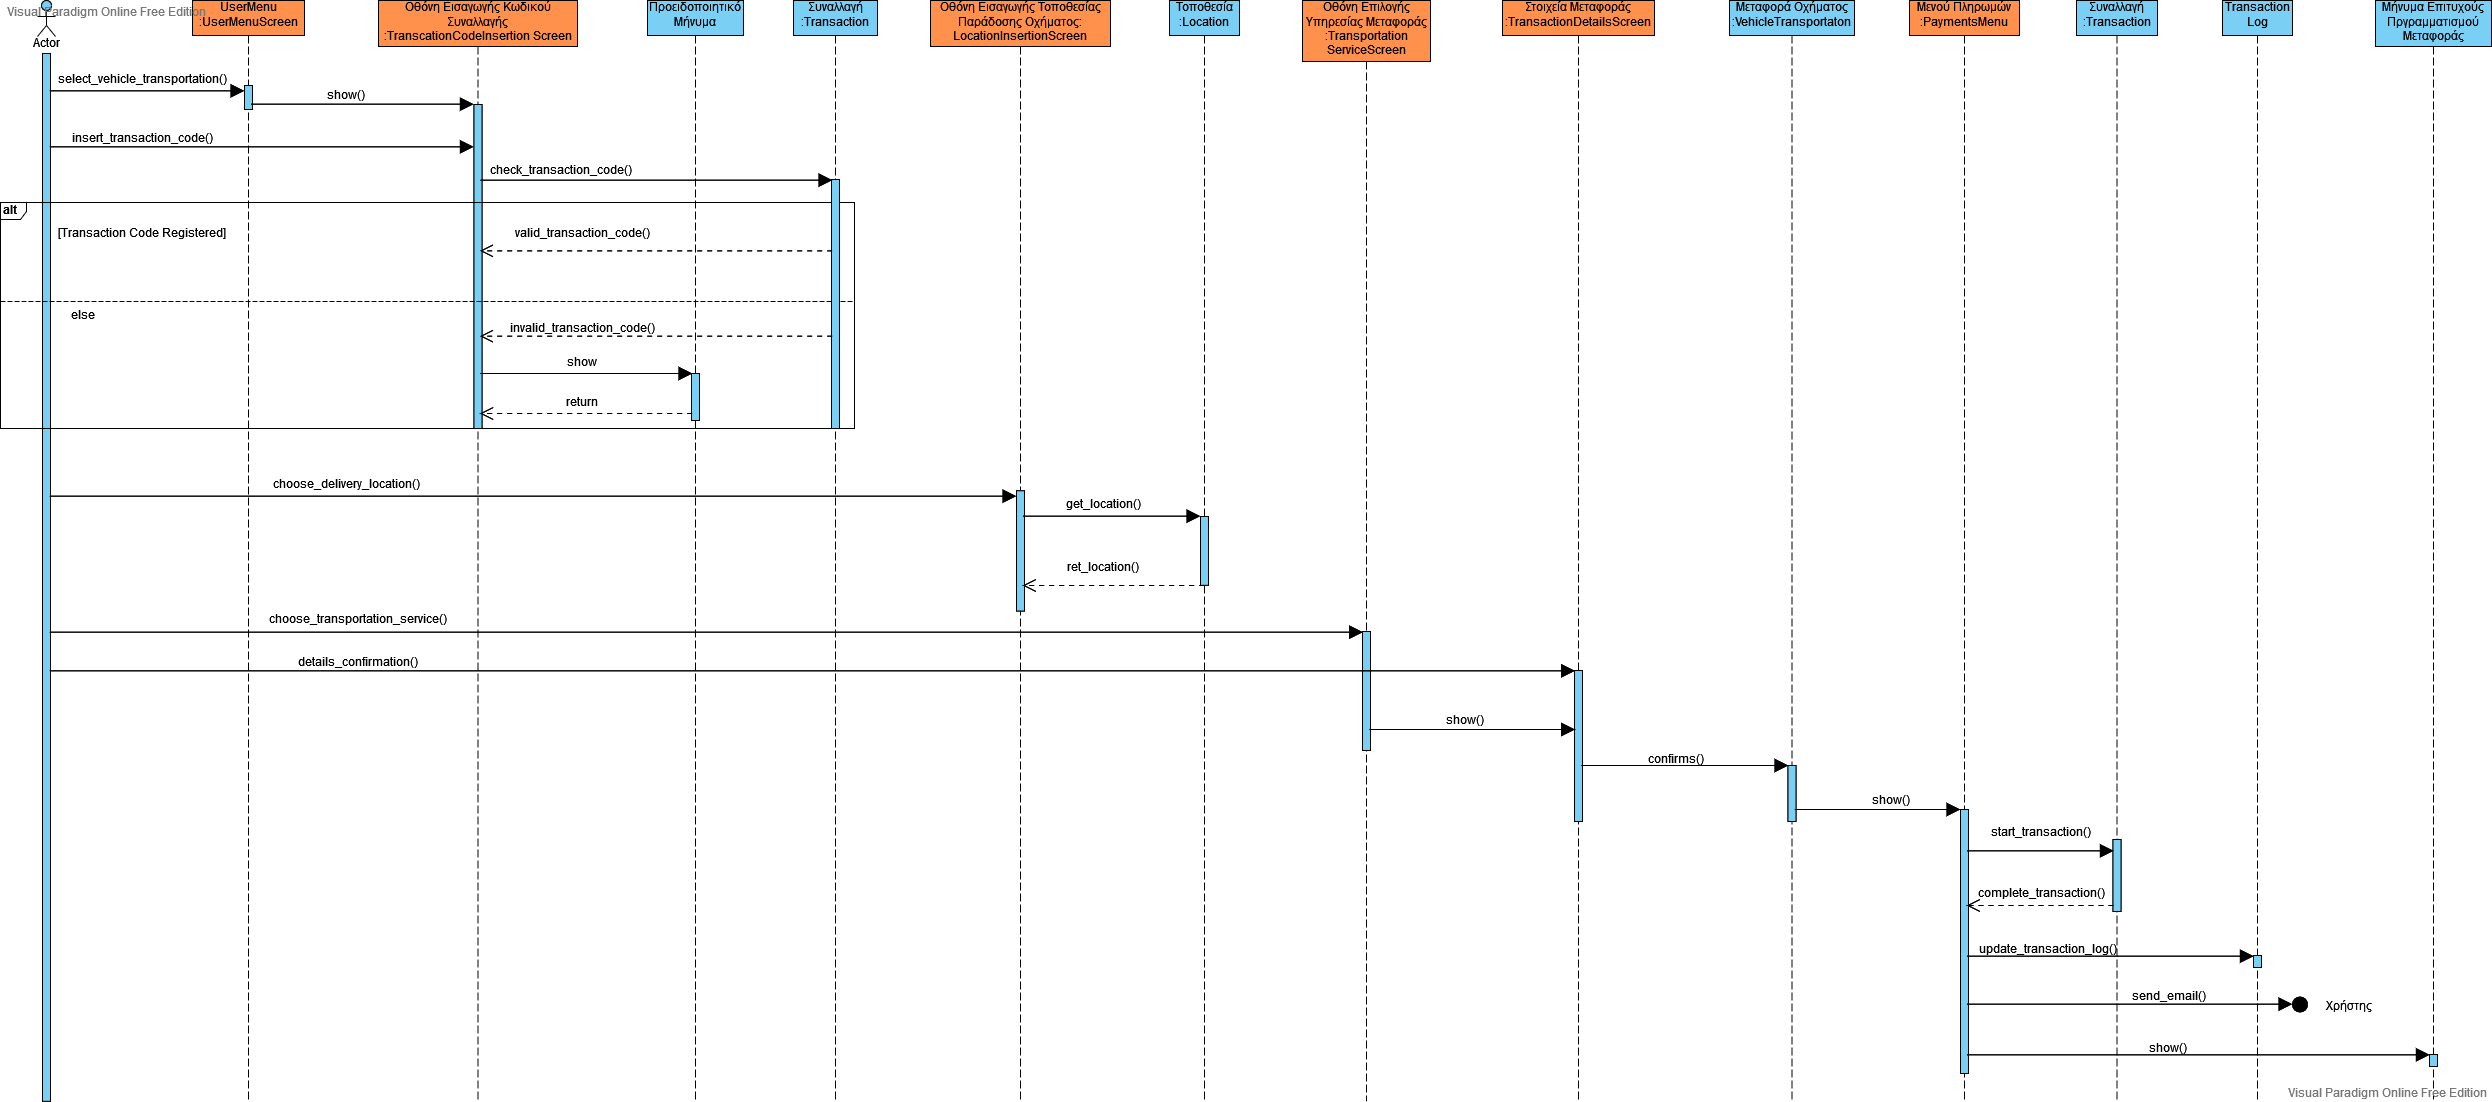 Visual Paradigm Online Free Edition
Actor
UserMenu
:UserMenuScreen
Οθόνη Εισαγωγής Κωδικού
Συναλλαγής
:TranscationCodeInsertion Screen
Προειδοποιητικό
Μήνυμα
Συναλλαγή
:Transaction
Οθόνη Εισαγωγής Τοποθεσίας
Παράδοσης Οχήματος:
LocationInsertionScreen
Τοποθεσία
:Location
Οθόνη Επιλογής
Υπηρεσίας Μεταφοράς
:Transportation
ServiceScreen
Στοιχεία Μεταφοράς
:TransactionDetailsScreen
Μεταφορά Οχήματος
:VehicleTransportaton
Μενού Πληρωμών
:PaymentsMenu
Συναλλαγή
:Transaction
Transaction
Log
Μήνυμα Επιτυχούς
Πργραμματισμού
Μεταφοράς
select_vehicle_transportation()
show()
insert_transaction_code()
check_transaction_code()
alt
[Transaction Code Registered]
valid_transaction_code()
else
invalid_transaction_code()
show
return
choose_delivery_location()
get_location()
ret_location()
choose_transportation_service()
details_confirmation()
show()
confirms()
show()
start_transaction()
complete_transaction()
update_transaction_log()
send_email()
Χρήστης
show()
Visual Paradigm Online Free Edition